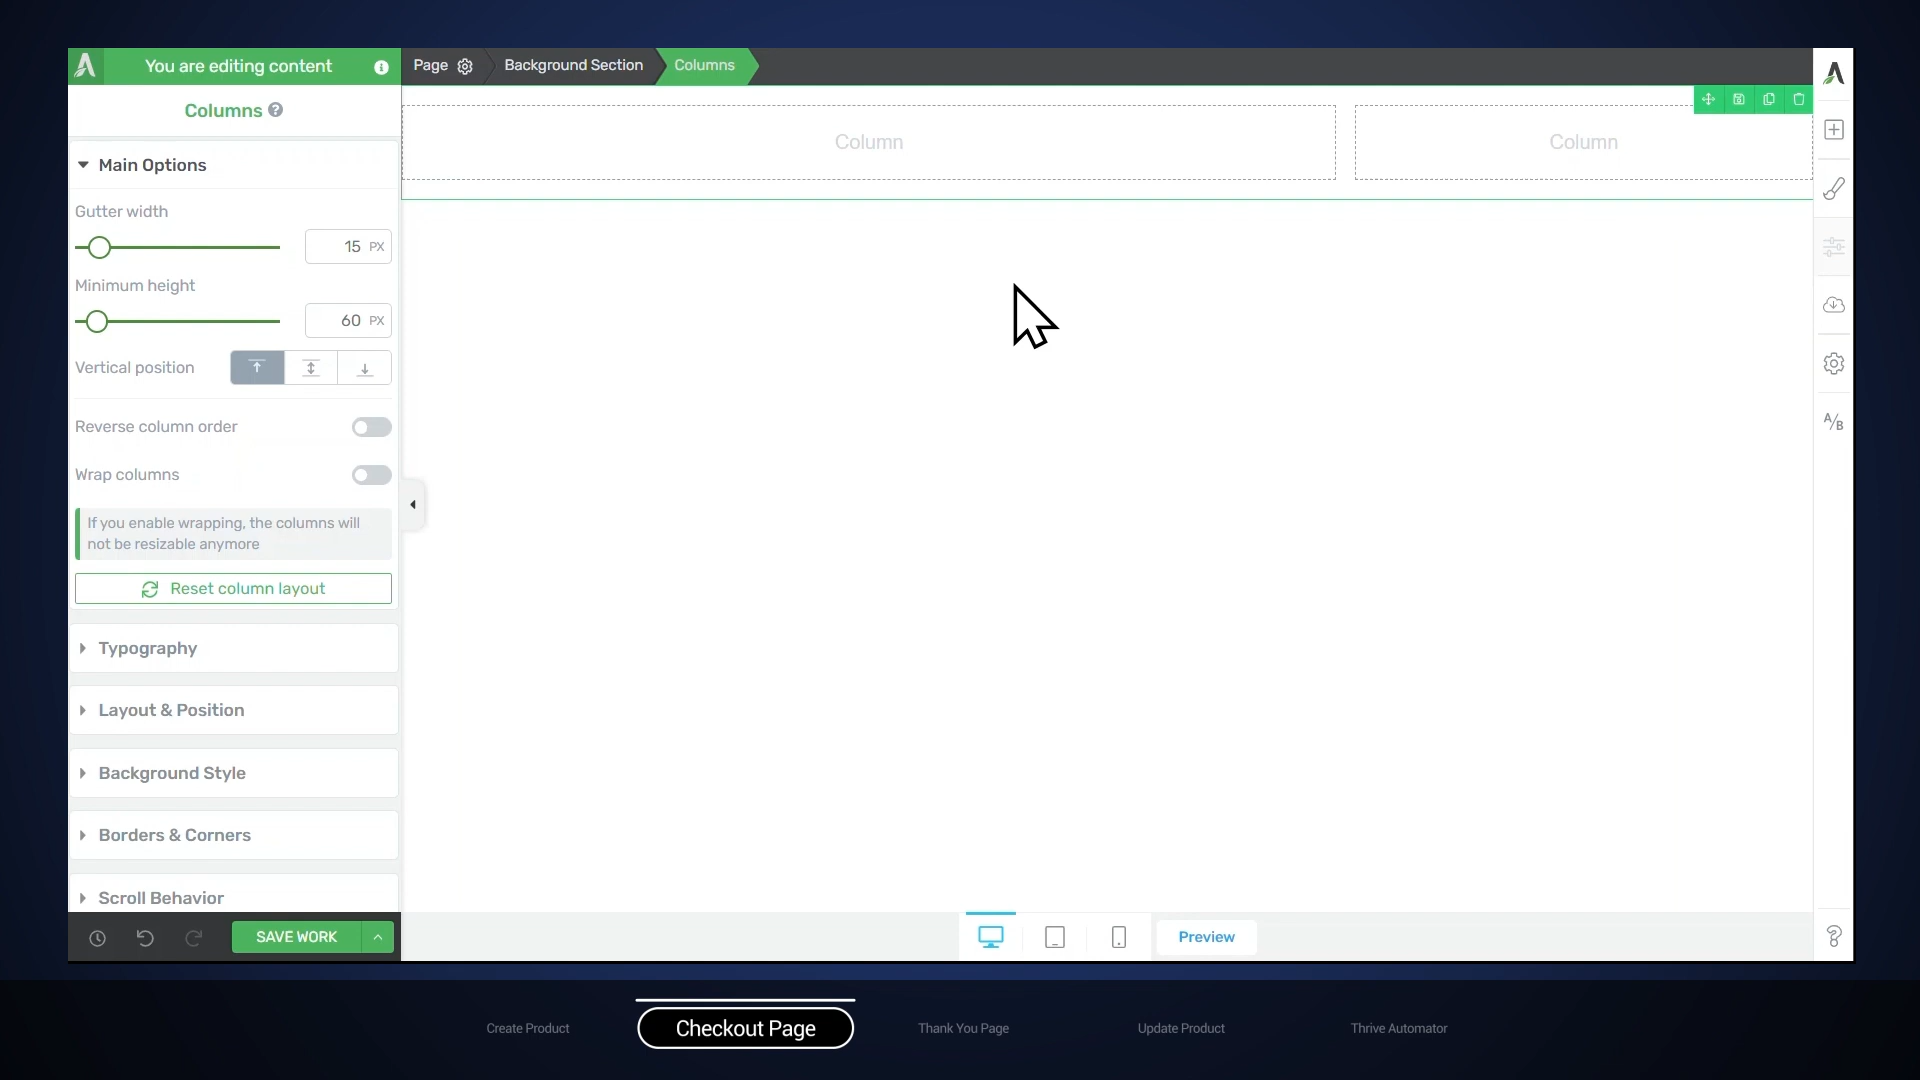 You are editing content
Page
Background Section
Columns
Columns
Main Options
Gutter width
15 PX
Minimum height
60 PX
Vertical position
Reverse column order
Wrap columns
If you enable wrapping, the columns will
not be resizable anymore
Reset column layout
Typography
Layout & Position
Background Style
Borders & Corners
Scroll Behavior
SAVE WORK
Column
Column
A/B
Preview
Create Product
Checkout Page
Thank You Page
Update Product
Thrive Automator